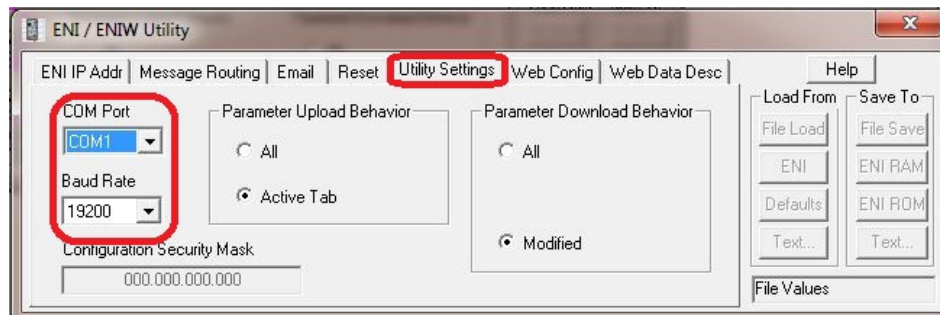 ENI / ENIW Utility
ENI IP Addr Message Routing Email Reset Utility Settings Web Config Web Data Desc Help
COM Port
COM1
Baud Rate
19200
Configuration Security Mask
000.000.000.000
Parameter Upload Behavior
All
Active Tab
Parameter Download Behavior
All
Modified
Load From
File Load
ENI
Defaults
Text...
Save To
File Save
ENI RAM
ENI ROM
Text...
File Values